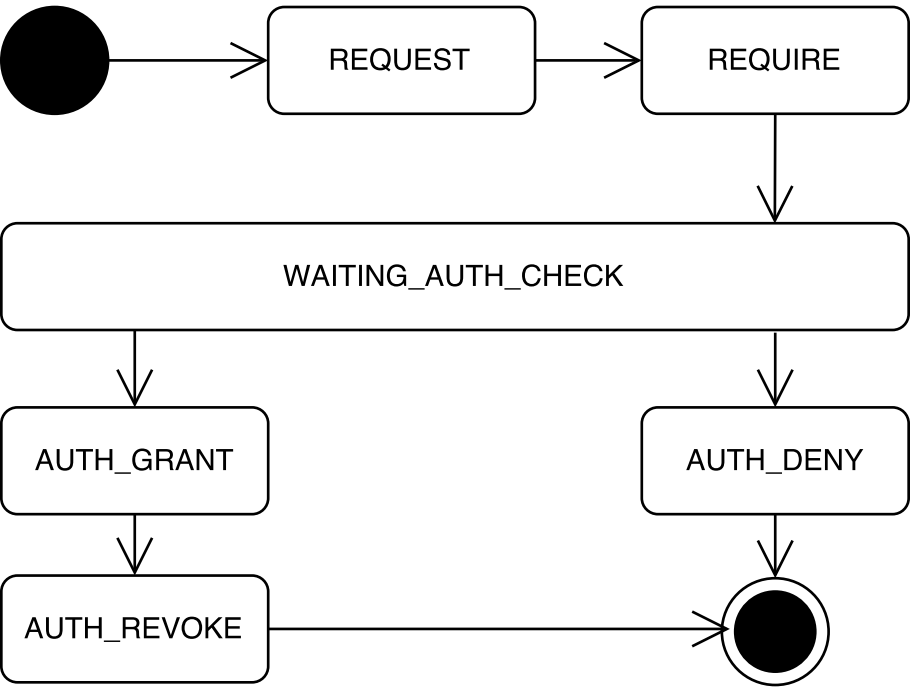 REQUEST
REQUIRE
WAITING_AUTH_CHECK
AUTH_GRANT
AUTH_DENY
AUTH_REVOKE